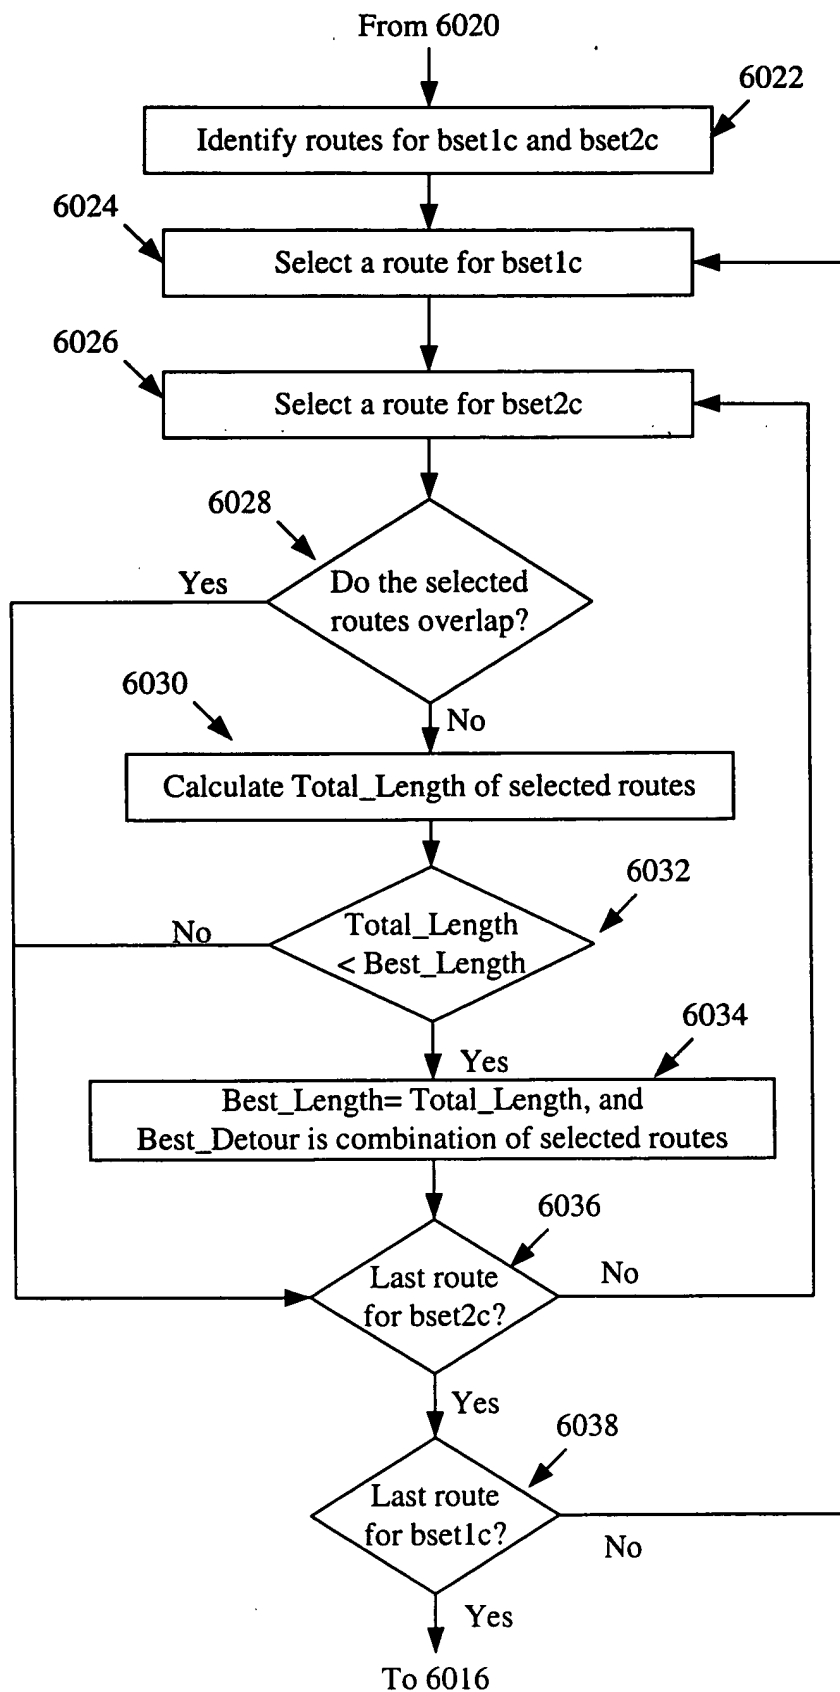 From 6020
6022
Identify routes for bset1c and bset2c
6024
Select a route for bset1c
6026
Select a route for bset2c
6028
Yes
Do the selected
routes overlap?
6030
No
Calculate Total_Length of selected routes
6032
No
Total_Length
< Best_Length
6034
Yes
Best_Length= Total_Length, and
Best_Detour is combination of selected routes
6036
Last route
for bset2c?
No
Yes
6038
Last route
for bset1c?
No
Yes
To 6016